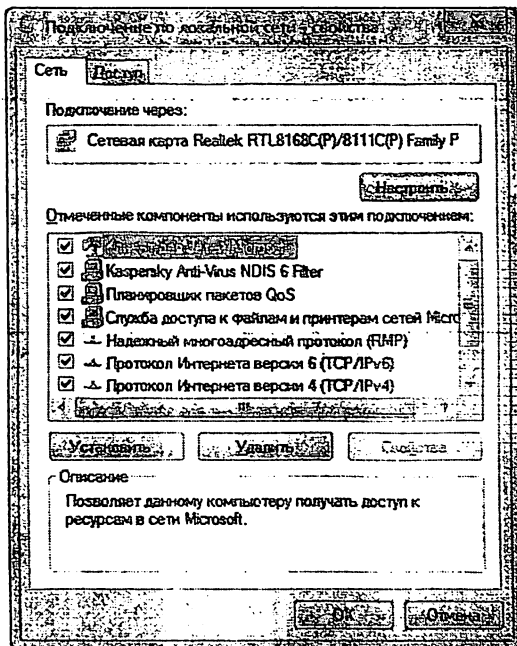 Подключение по локальной сети - свойства
Сеть
Доступ
Подключение через:
Сетевая карта Realtek RTL8168C(P)/8111C(P) Family P
Настроить
Отмеченные компоненты используются этим подключением:
Kaspersky Anti-Virus NDIS 6 Filter
Планировщик пакетов QoS
Служба доступа к файлам и принтерам сетей Micro
Надежный многоадресный протокол (RMP)
Протокол Интернета версии 6 (TCP/IPv6)
Протокол Интернета версии 4 (TCP/IPv4)
Установить
Удалить
Свойства
Описание
Позволяет данному компьютеру получать доступ к
ресурсам в сети Microsoft.
OK
Отмена